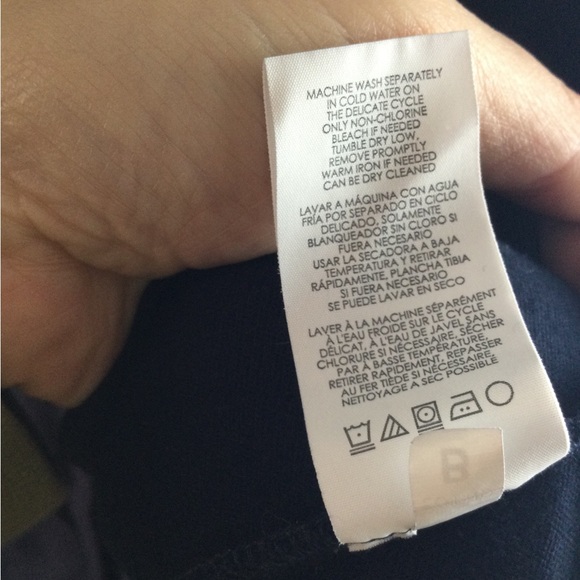 MACHINE WASH SEPARATELY
IN COLD WATER ON
THE DELICATE CYCLE
ONLY NON-CHLORINE
BLEACH IF NEEDED
TUMBLE DRY LOW,
REMOVE PROMPTLY
WARM IRON IF NEEDED
CAN BE DRY CLEANED
LAVAR A MÁQUINA CON AGUA
FRÍA POR SEPARADO EN CICLO
DELICADO, SOLAMENTE
BLANQUEADOR SIN CLORO SI
FUERA NECESARIO
USAR LA SECADORA A BAJA
TEMPERATURA Y RETIRAR
RÁPIDAMENTE, PLANCHA TIBIA
SI FUERA NECESARIO
SE PUEDE LAVAR EN SECO
LAVER À LA MACHINE SÉPARÉMENT
À L'EAU FROIDE SUR LE CYCLE
DÉLICAT, À L'EAU DE JAVEL SANS
CHLORURE SI NÉCESSAIRE, SÉCHER
PAR À BASSE TEMPÉRATURE,
RETIRER RAPIDEMENT, REPASSER
AU FER TIÈDE SI NÉCESSAIRE,
NETTOYAGE A SEC POSSIBLE
B